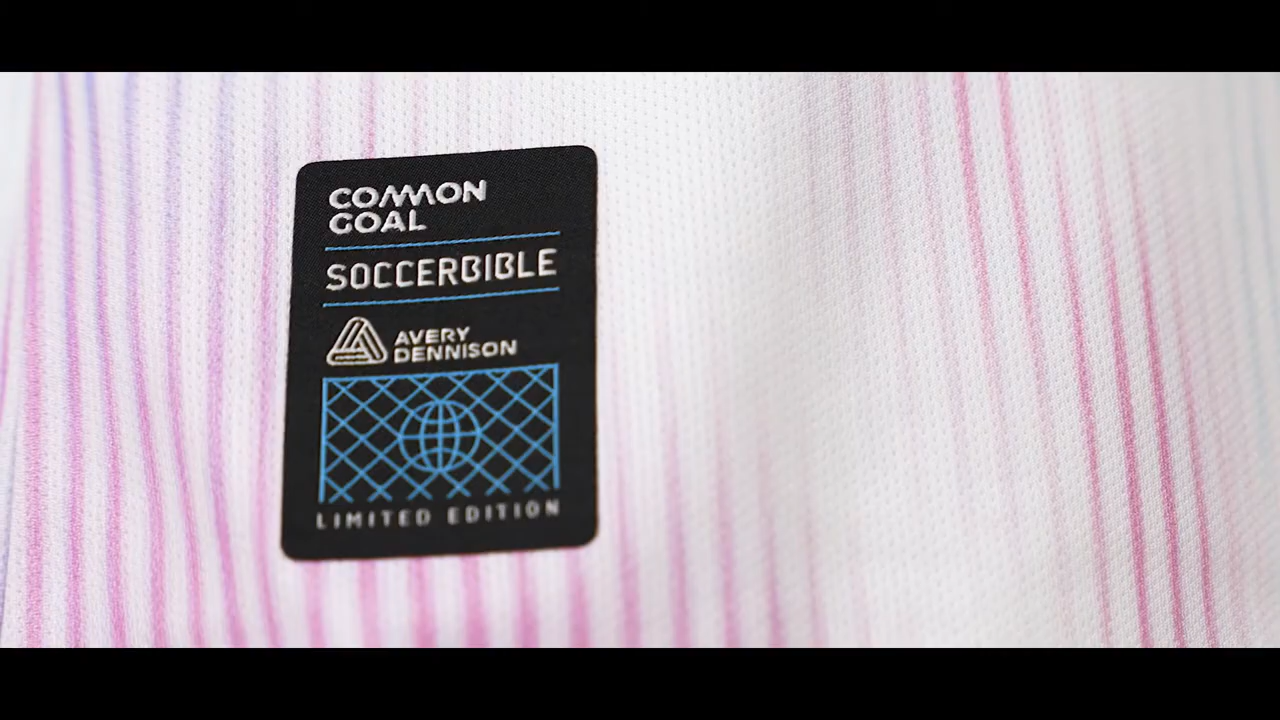 COMMON
GOAL
SOCCERBIBLE
AVERY
DENNISON
LIMITED EDITION